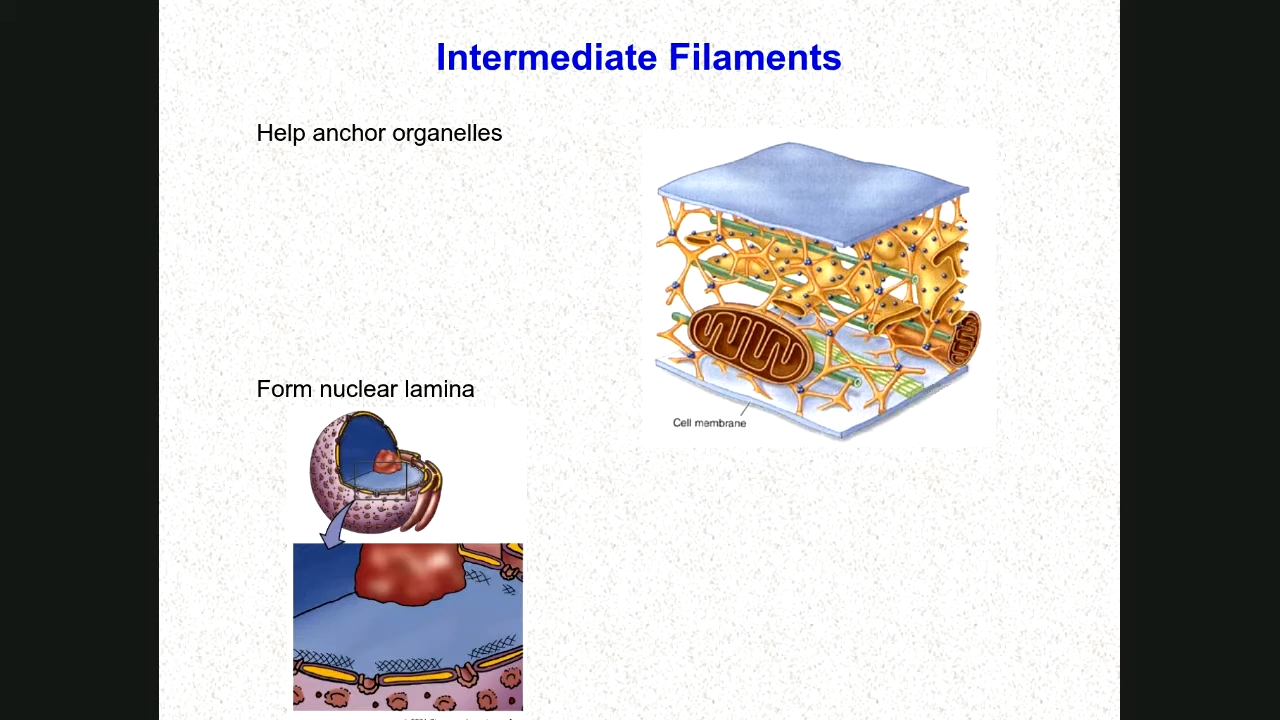 Intermediate Filaments
Help anchor organelles
Cell membrane
Form nuclear lamina